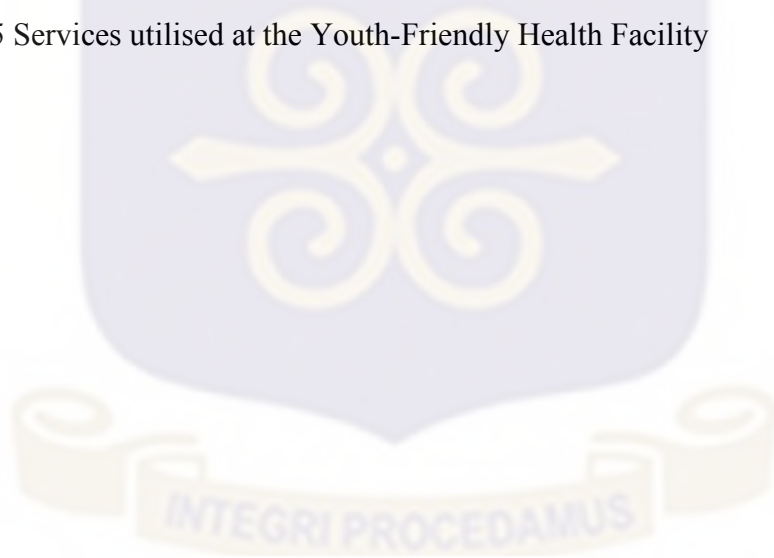 5 Services utilised at the Youth-Friendly Health Facility
INTEGRI PROCEDAMUS